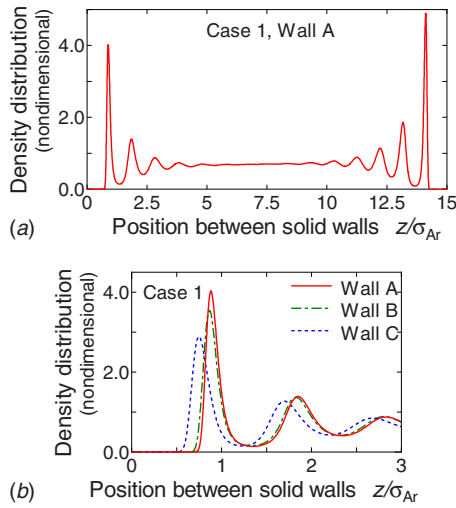 Case 1, Wall A
Density distribution
(nondimensional)
4.0
2.0
0.0
0 2.5 5 7.5 10 12.5 15
Position between solid walls z/σAr
(a)
Case 1
Wall A
Wall B
Wall C
Density distribution
(nondimensional)
4.0
2.0
0.0
0 1 2 3
Position between solid walls z/σAr
(b)